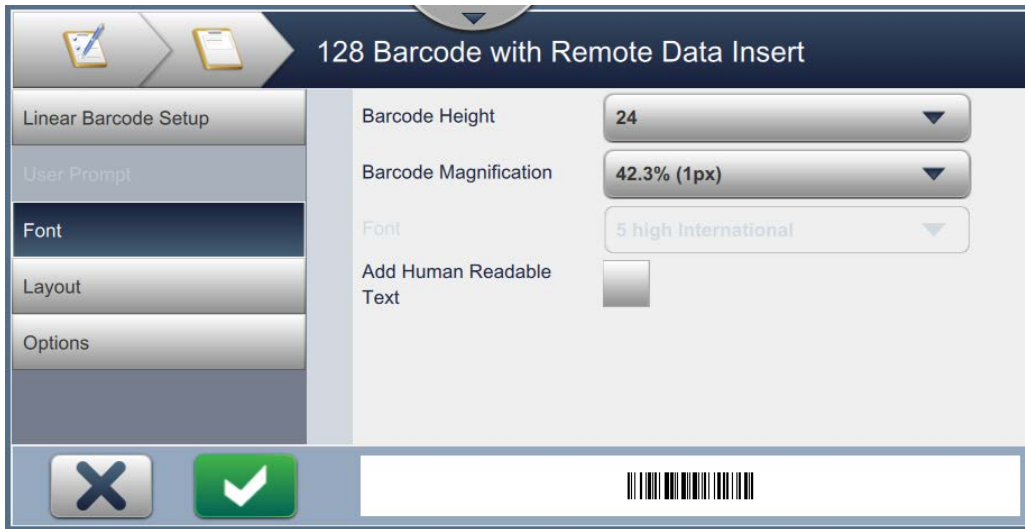 128 Barcode with Remote Data Insert
Linear Barcode Setup
User Prompt
Font
Layout
Options
Barcode Height
24
Barcode Magnification
42.3% (1px)
Font
5 high International
Add Human Readable
Text